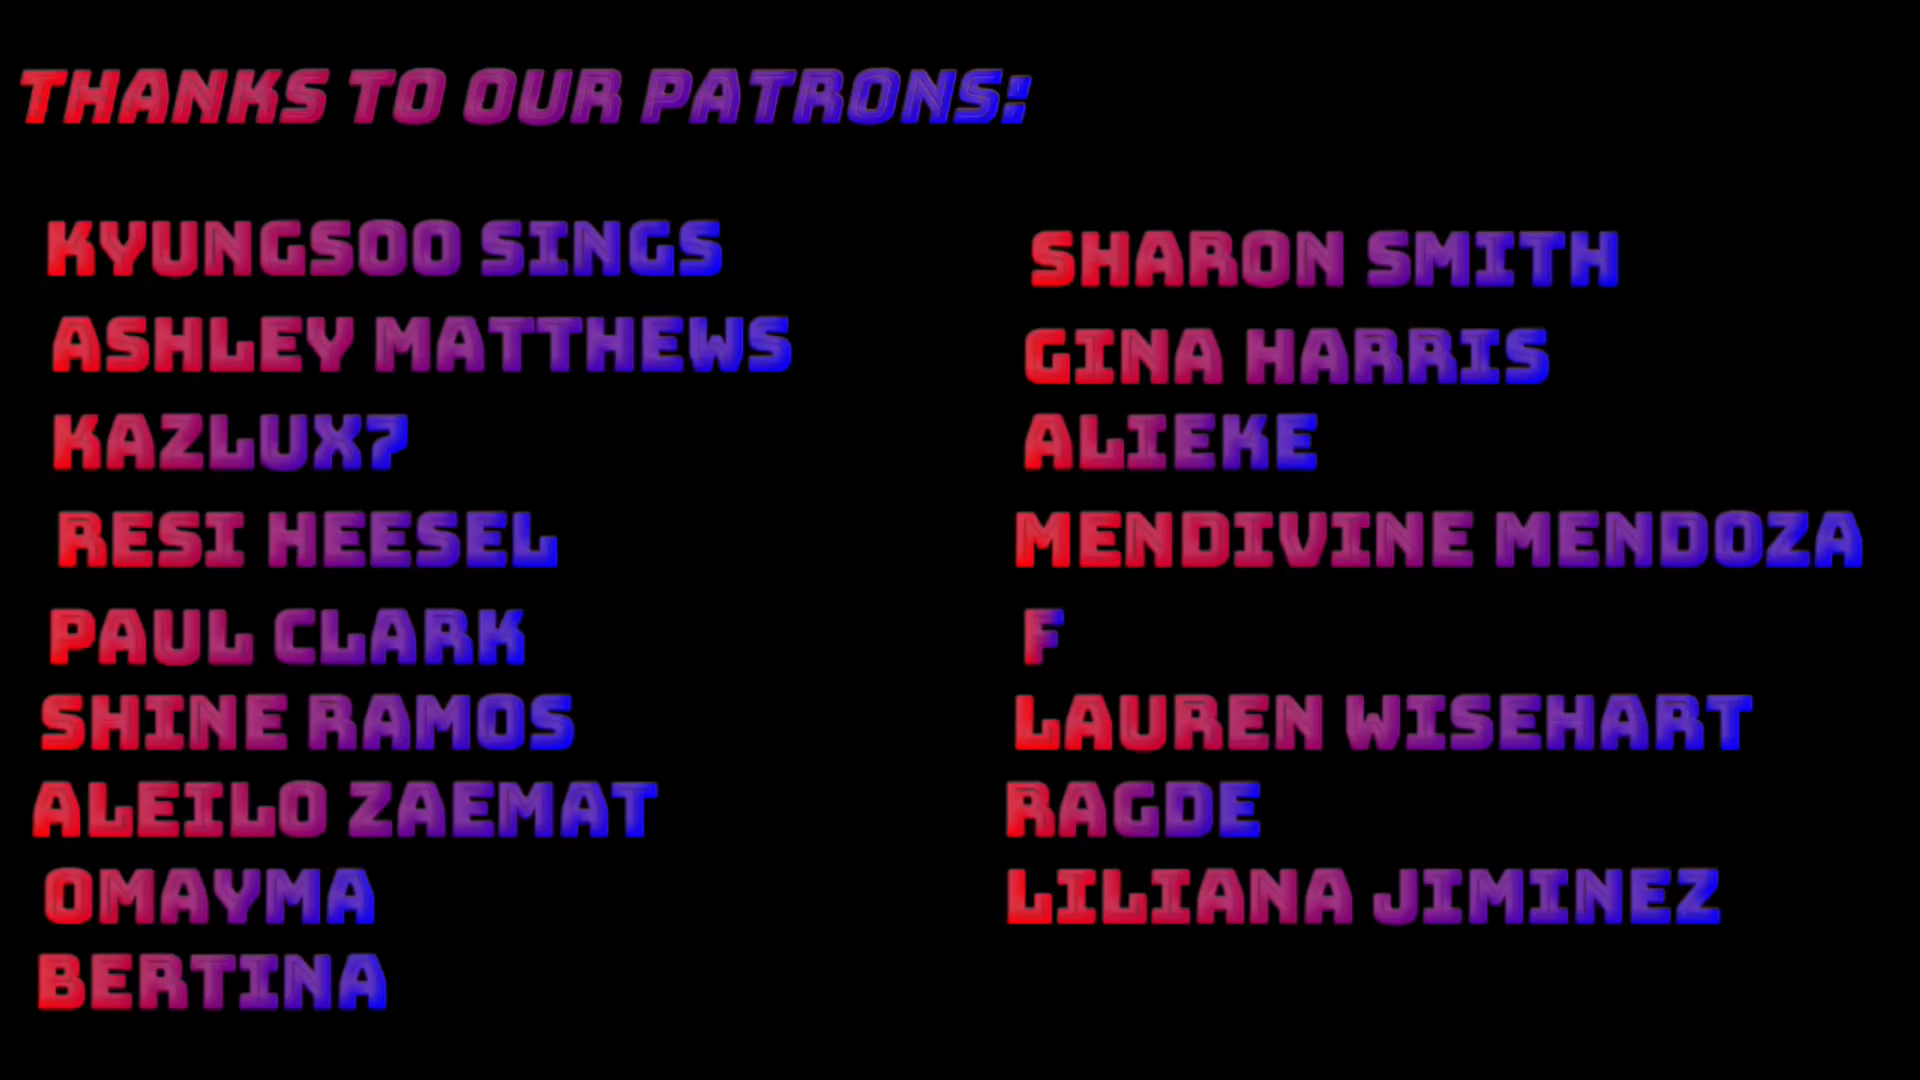 THANKS TO OUR PATRONS:
KYUNGSOO SINGS
ASHLEY MATTHEWS
KAZLUX7
RESI HEESEL
PAUL CLARK
SHINE RAMOS
ALEILO ZAEMAT
OMAYMA
BERTINA
SHARON SMITH
GINA HARRIS
ALIEKE
MENDIVINE MENDOZA
F
LAUREN WISEHART
RAGDE
LILIANA JIMINEZ